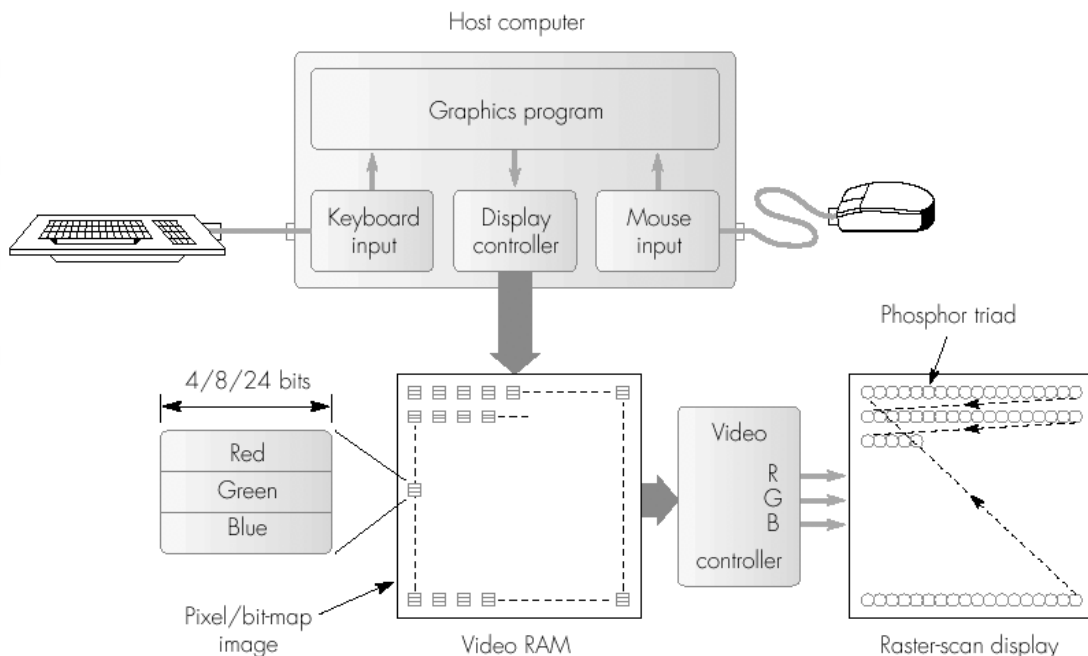 Host computer
Graphics program
Keyboard
input
Display
controller
Mouse
input
Phosphor triad
4/8/24 bits
Red
Green
Blue
Video
R
G
B
controller
Pixel/bit-map
image
Video RAM
Raster-scan display